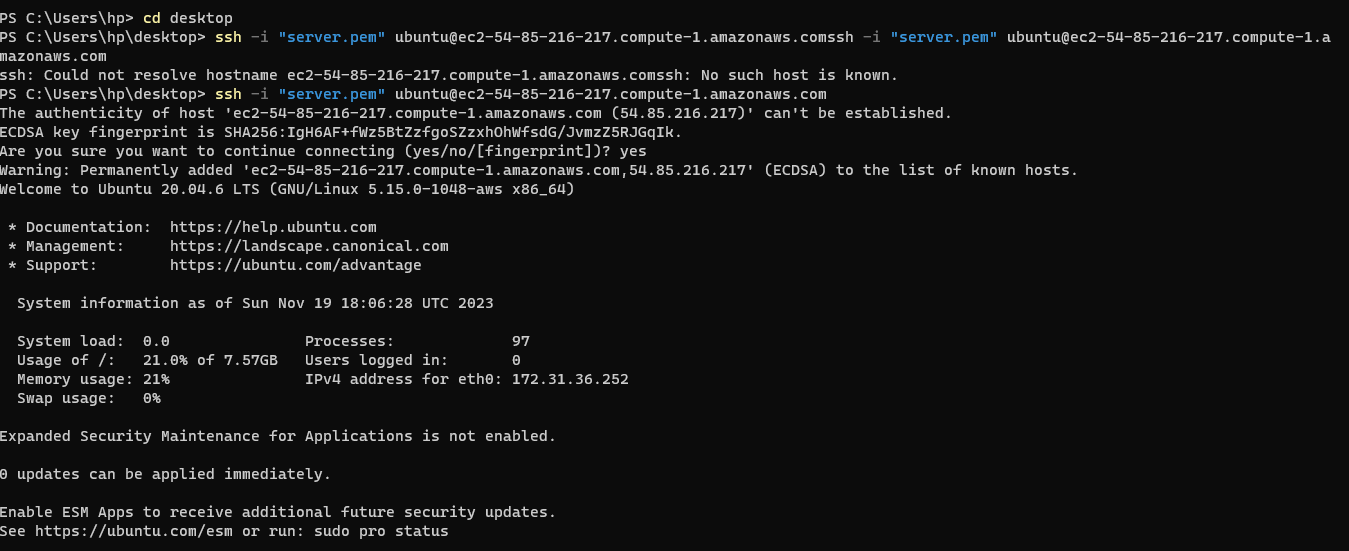 PS C:\Users\hp> cd desktop
PS C:\Users\hp\desktop> ssh -i "server.pem" ubuntu@ec2-54-85-216-217.compute-1.amazonaws.comssh -i "server.pem" ubuntu@ec2-54-85-216-217.compute-1.a
mazonaws.com
ssh: Could not resolve hostname ec2-54-85-216-217.compute-1.amazonaws.comssh: No such host is known.
PS C:\Users\hp\desktop> ssh -i "server.pem" ubuntu@ec2-54-85-216-217.compute-1.amazonaws.com
The authenticity of host 'ec2-54-85-216-217.compute-1.amazonaws.com (54.85.216.217)' can't be established.
ECDSA key fingerprint is SHA256:IgH6AF+fWz5BtZzfgoSZzxhOhWfsdG/JvmzZ5RJGqIk.
Are you sure you want to continue connecting (yes/no/[fingerprint])? yes
Warning: Permanently added 'ec2-54-85-216-217.compute-1.amazonaws.com,54.85.216.217' (ECDSA) to the list of known hosts.
Welcome to Ubuntu 20.04.6 LTS (GNU/Linux 5.15.0-1048-aws x86_64)

 * Documentation:  https://help.ubuntu.com
 * Management:     https://landscape.canonical.com
 * Support:        https://ubuntu.com/advantage

  System information as of Sun Nov 19 18:06:28 UTC 2023

  System load:  0.0               Processes:             97
  Usage of /:   21.0% of 7.57GB   Users logged in:       0
  Memory usage: 21%               IPv4 address for eth0: 172.31.36.252
  Swap usage:   0%

Expanded Security Maintenance for Applications is not enabled.

0 updates can be applied immediately.

Enable ESM Apps to receive additional future security updates.
See https://ubuntu.com/esm or run: sudo pro status